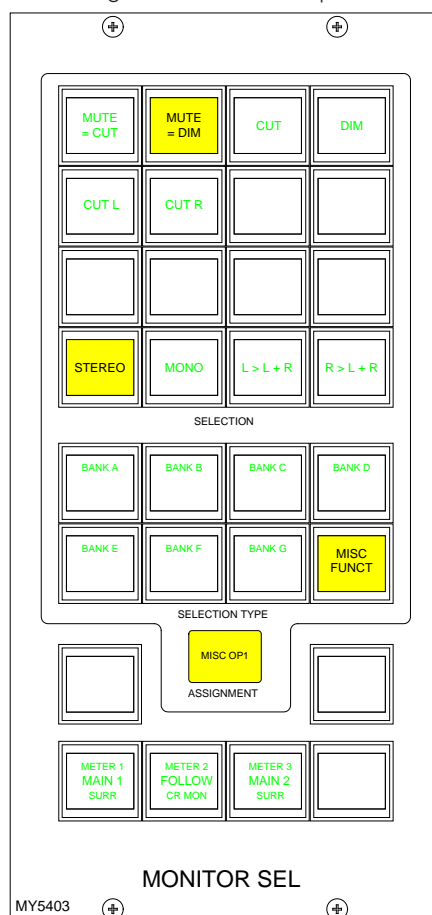 MUTE
= CUT
MUTE
= DIM
CUT
DIM
CUT L
CUT R
STEREO
MONO
L > L + R
R > L + R
SELECTION
BANK A
BANK B
BANK C
BANK D
BANK E
BANK F
BANK G
MISC
FUNCT
SELECTION TYPE
MISC OP1
ASSIGNMENT
METER 1
MAIN 1
SURR
METER 2
FOLLOW
CR MON
METER 3
MAIN 2
SURR
MONITOR SEL
MY5403